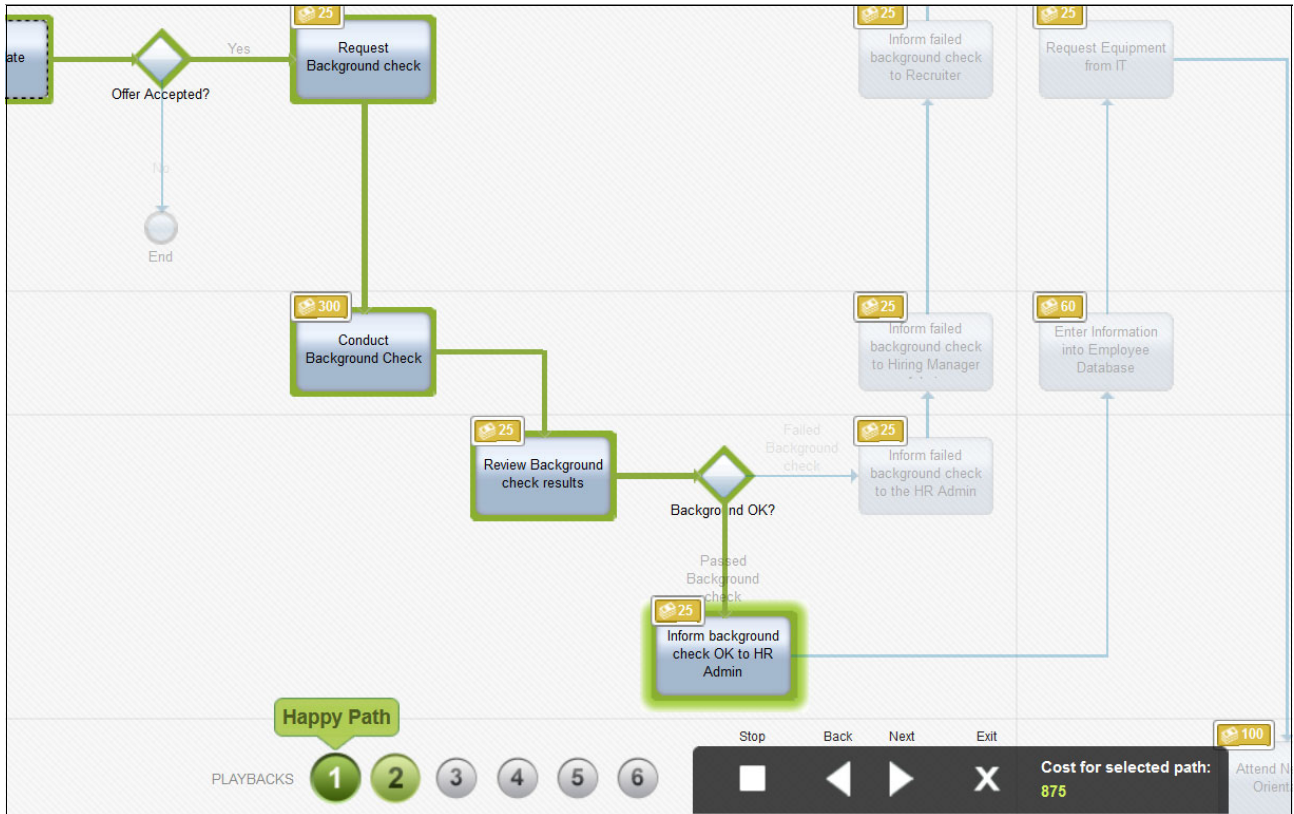 25
25
25
ate
Yes
Request
Background check
Inform failed
background check
to Recruiter
Request Equipment
from IT
Offer Accepted?
No
End
300
Conduct
Background Check
25
Inform failed
background check
to Hiring Manager
60
Enter Information
into Employee
Database
25
Review Background
check results
Failed
Background
check
25
Inform failed
background check
to the HR Admin
Background OK?
Passed
Background
check
25
Inform background
check OK to HR
Admin
Happy Path
PLAYBACKS
1
2
3
4
5
6
Stop
Back
Next
Exit
X
Cost for selected path:
875
100
Attend N
Orient